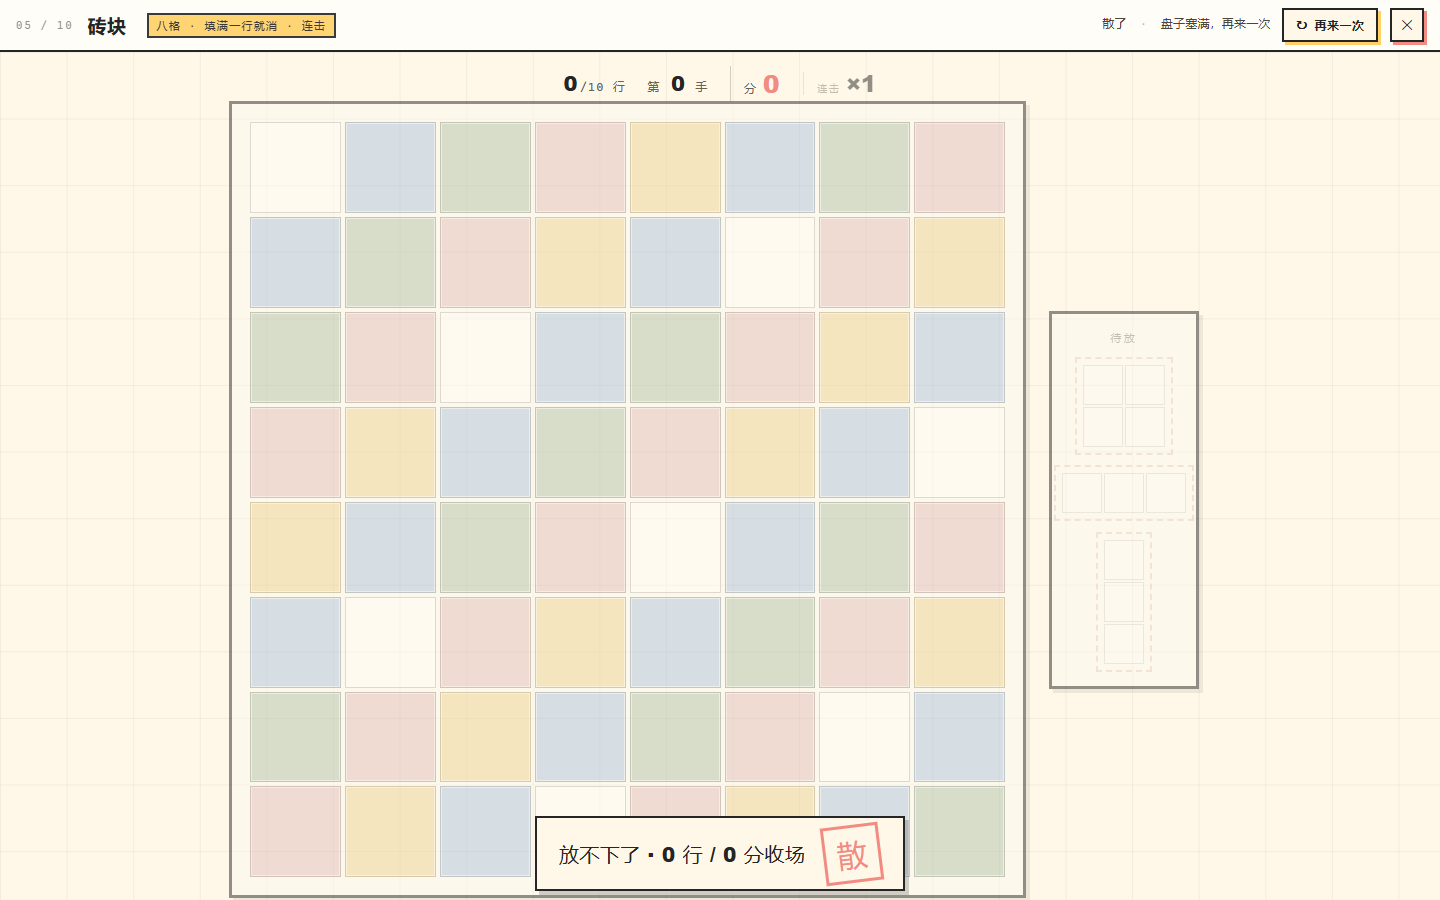 05 / 10 砖块 八格 · 填满一行就消 · 连击 散了 · 盘子塞满，再来一次 ↻ 再来一次 ×
0/10 行 第 0 手 分 0 连击 ×1
待放
放不下了 · 0 行 / 0 分收场 散